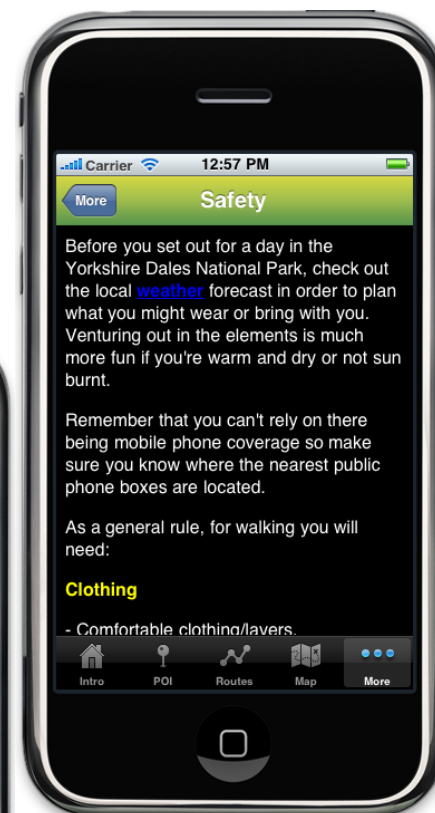 Carrier 12:57 PM
More Safety
Before you set out for a day in the
Yorkshire Dales National Park, check out
the local weather forecast in order to plan
what you might wear or bring with you.
Venturing out in the elements is much
more fun if you're warm and dry or not sun
burnt.
Remember that you can't rely on there
being mobile phone coverage so make
sure you know where the nearest public
phone boxes are located.
As a general rule, for walking you will
need:
Clothing
- Comfortable clothing/layers.
Intro POI Routes Map More